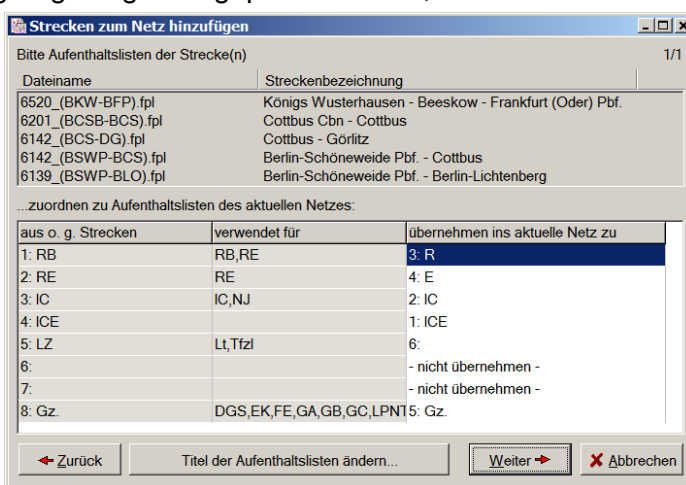 Strecken zum Netz hinzufügen
Bitte Aufenthaltslisten der Strecke(n) 1/1
Dateiname Streckenbezeichnung
6520_(BKW-BFP).fpl Königs Wusterhausen - Beeskow - Frankfurt (Oder) Pbf.
6201_(BCSB-BCS).fpl Cottbus Cbn - Cottbus
6142_(BCS-DG).fpl Cottbus - Görlitz
6142_(BSWP-BCS).fpl Berlin-Schöneweide Pbf. - Cottbus
6139_(BSWP-BLO).fpl Berlin-Schöneweide Pbf. - Berlin-Lichtenberg
...zuordnen zu Aufenthaltslisten des aktuellen Netzes:
aus o. g. Strecken verwendet für übernehmen ins aktuelle Netz zu
1: RB RB,RE 3: R
2: RE RE 4: E
3: IC IC,NJ 2: IC
4: ICE 1: ICE
5: LZ Lt,Tfzl 6:
6: - nicht übernehmen -
7: - nicht übernehmen -
8: Gz. DGS,EK,FE,GA,GB,GC,LPNT 5: Gz.
Zurück Titel der Aufenthaltslisten ändern... Weiter Abbrechen